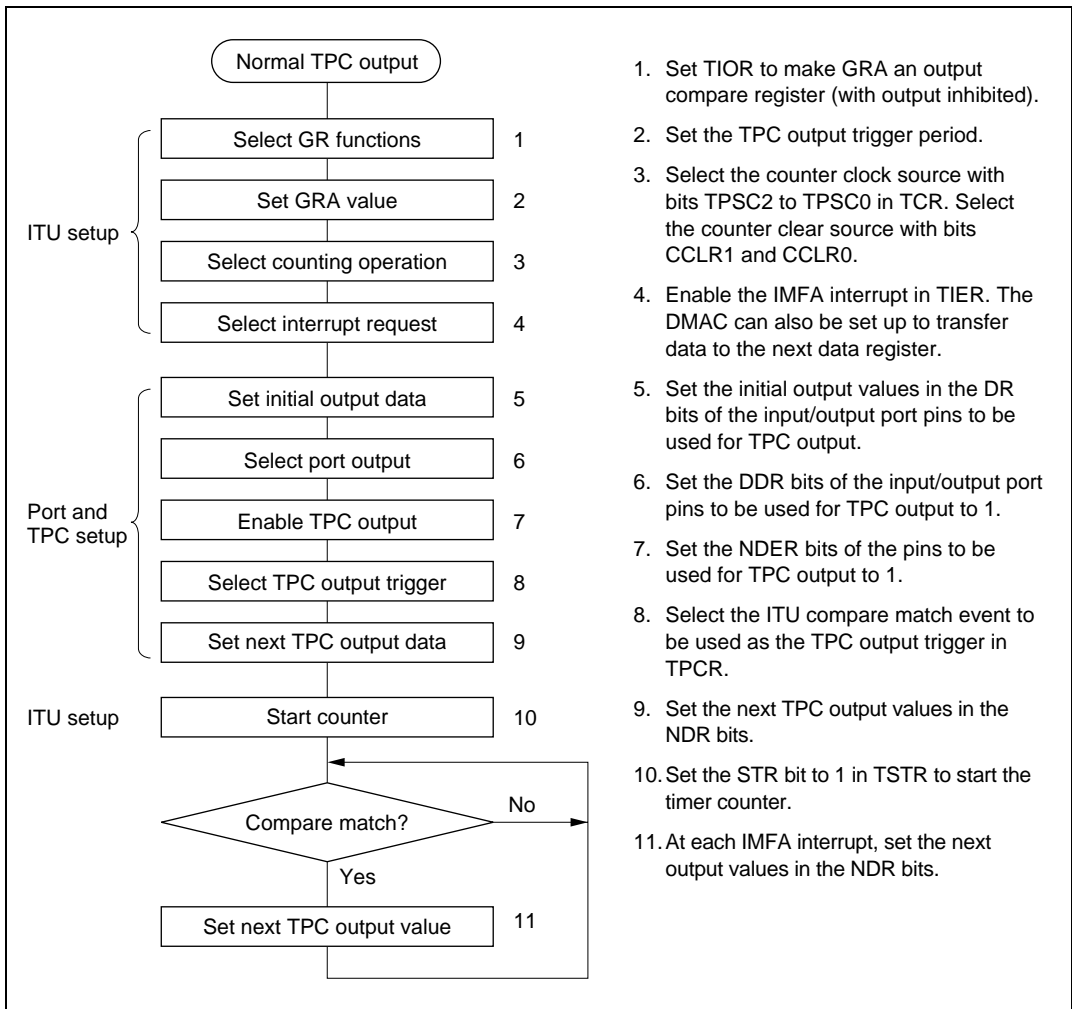 Normal TPC output
ITU setup
Select GR functions 1
Set GRA value 2
Select counting operation 3
Select interrupt request 4
Port and
TPC setup
Set initial output data 5
Select port output 6
Enable TPC output 7
Select TPC output trigger 8
Set next TPC output data 9
ITU setup
Start counter 10
Compare match?
No
Yes
Set next TPC output value 11
1. Set TIOR to make GRA an output
compare register (with output inhibited).
2. Set the TPC output trigger period.
3. Select the counter clock source with
bits TPSC2 to TPSC0 in TCR. Select
the counter clear source with bits
CCLR1 and CCLR0.
4. Enable the IMFA interrupt in TIER. The
DMAC can also be set up to transfer
data to the next data register.
5. Set the initial output values in the DR
bits of the input/output port pins to be
used for TPC output.
6. Set the DDR bits of the input/output port
pins to be used for TPC output to 1.
7. Set the NDER bits of the pins to be
used for TPC output to 1.
8. Select the ITU compare match event to
be used as the TPC output trigger in
TPCR.
9. Set the next TPC output values in the
NDR bits.
10. Set the STR bit to 1 in TSTR to start the
timer counter.
11. At each IMFA interrupt, set the next
output values in the NDR bits.